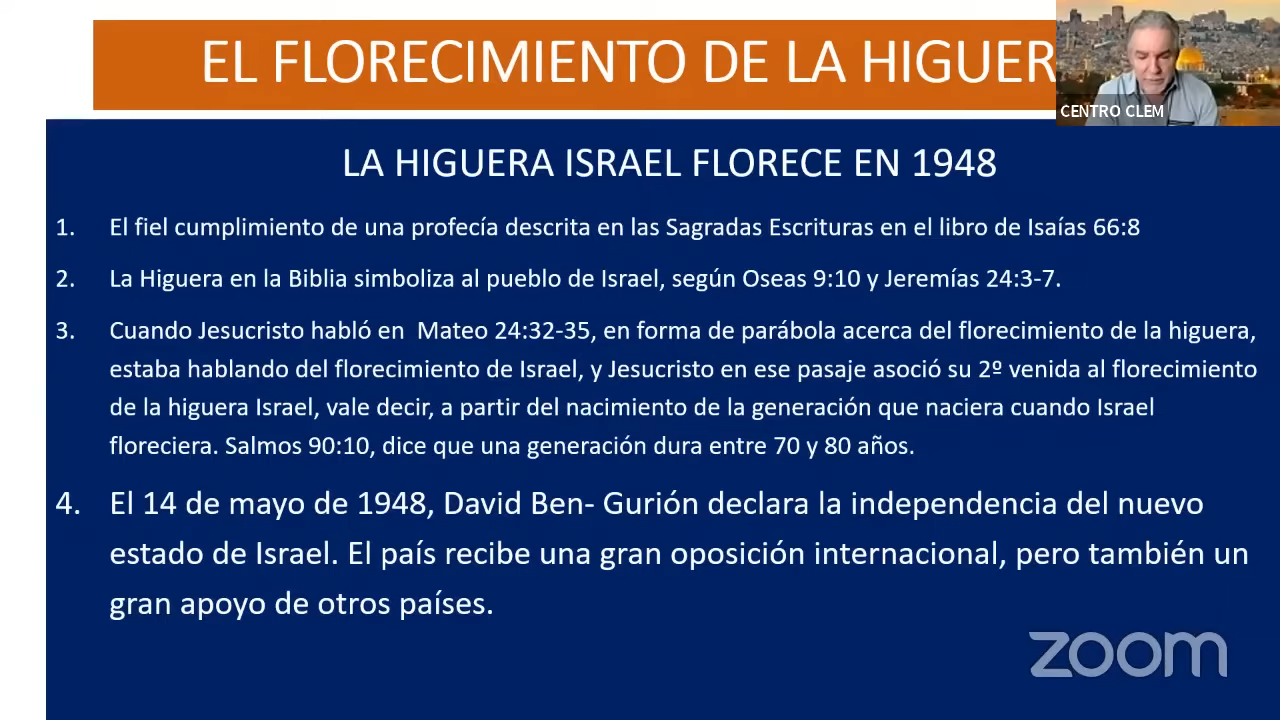 EL FLORECIMIENTO DE LA HIGUER
CENTRO CLEM
LA HIGUERA ISRAEL FLORECE EN 1948
1. El fiel cumplimiento de una profecía descrita en las Sagradas Escrituras en el libro de Isaías 66:8
2. La Higuera en la Biblia simboliza al pueblo de Israel, según Oseas 9:10 y Jeremías 24:3-7.
3. Cuando Jesucristo habló en Mateo 24:32-35, en forma de parábola acerca del florecimiento de la higuera,
estaba hablando del florecimiento de Israel, y Jesucristo en ese pasaje asoció su 2º venida al florecimiento
de la higuera Israel, vale decir, a partir del nacimiento de la generación que naciera cuando Israel
floreciera. Salmos 90:10, dice que una generación dura entre 70 y 80 años.
4. El 14 de mayo de 1948, David Ben- Gurión declara la independencia del nuevo
estado de Israel. El país recibe una gran oposición internacional, pero también un
gran apoyo de otros países.
zoom